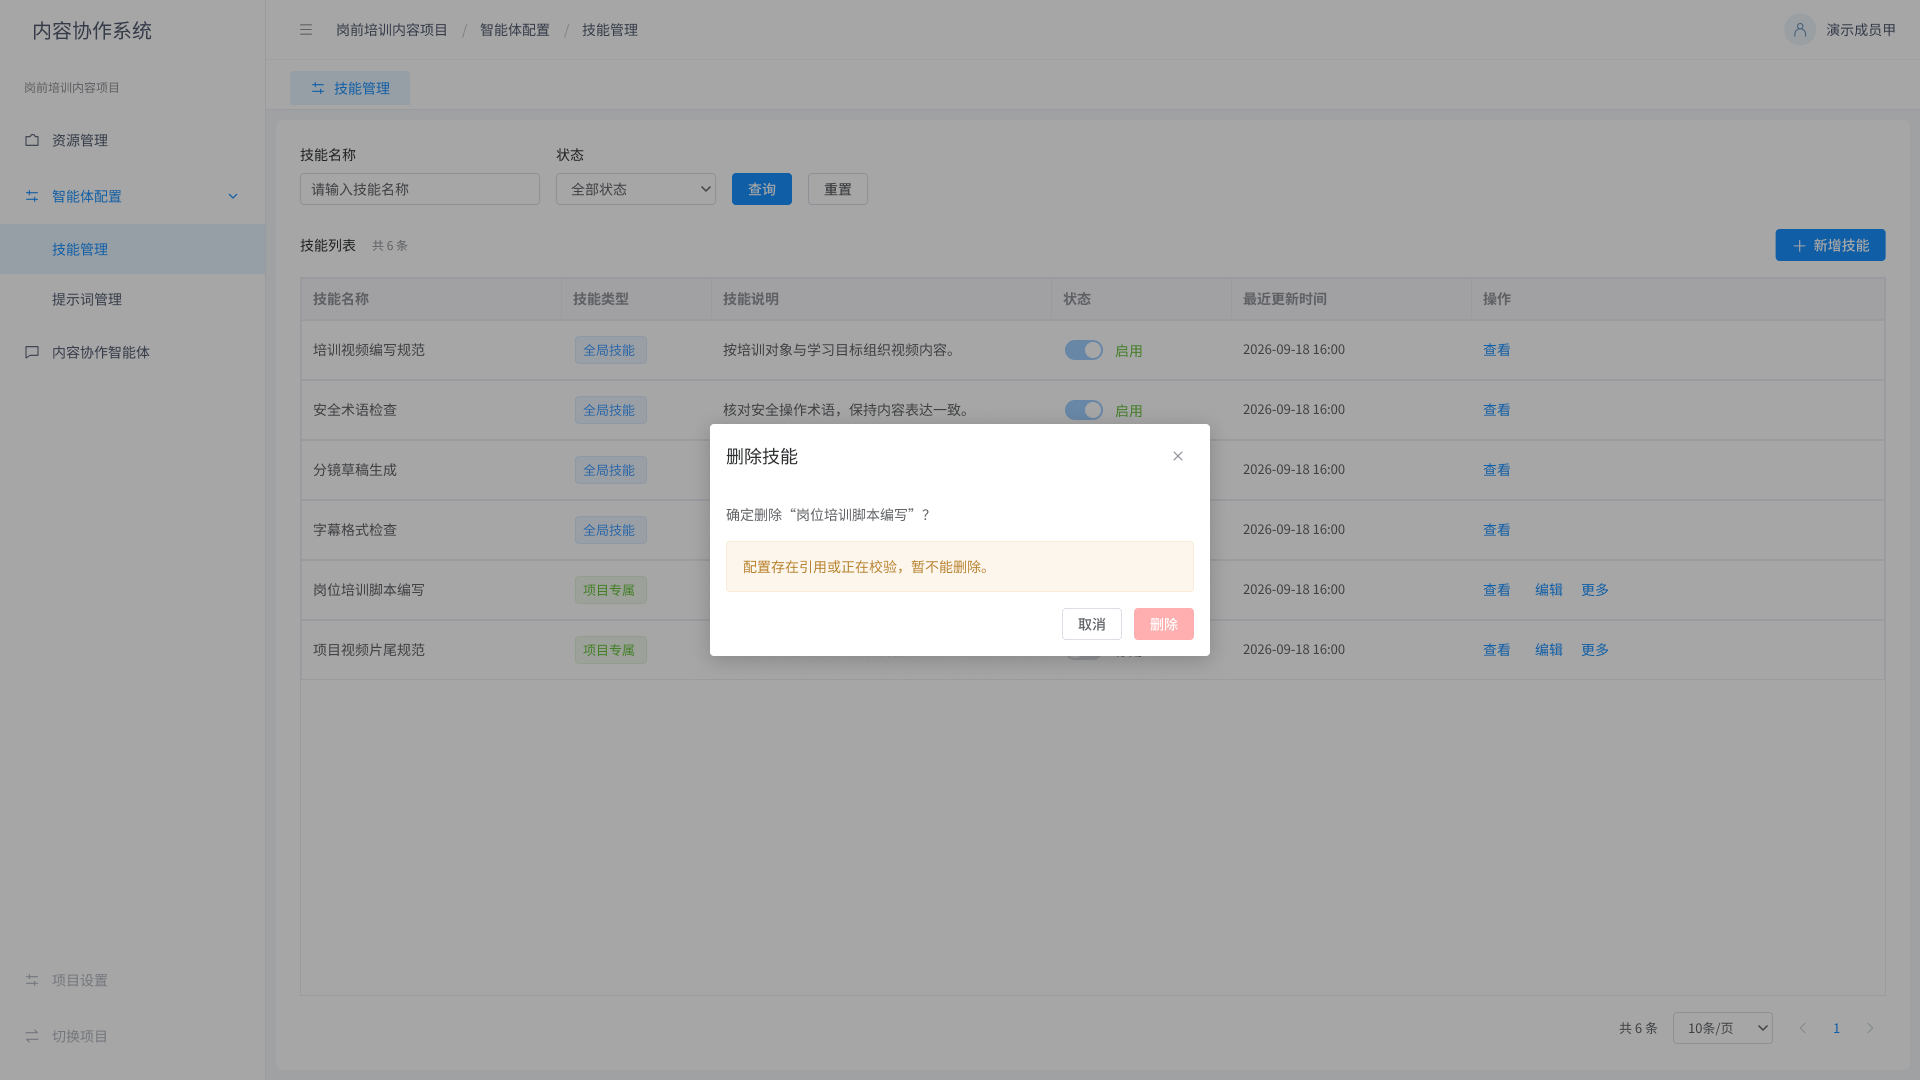 内容协作系统
岗前培训内容项目 / 智能体配置 / 技能管理
演示成员甲
岗前培训内容项目
资源管理
智能体配置
技能管理
提示词管理
内容协作智能体
项目设置
切换项目
技能管理
技能名称
状态
请输入技能名称
全部状态
查询
重置
技能列表 共 6 条
新增技能
技能名称 技能类型 技能说明 状态 最近更新时间 操作
培训视频编写规范 全局技能 按培训对象与学习目标组织视频内容。 启用 2026-09-18 16:00 查看
安全术语检查 全局技能 核对安全操作术语，保持内容表达一致。 启用 2026-09-18 16:00 查看
分镜草稿生成 全局技能 2026-09-18 16:00 查看
字幕格式检查 全局技能 2026-09-18 16:00 查看
岗位培训脚本编写 项目专属 2026-09-18 16:00 查看 编辑 更多
项目视频片尾规范 项目专属 2026-09-18 16:00 查看 编辑 更多
删除技能
确定删除“岗位培训脚本编写”？
配置存在引用或正在校验，暂不能删除。
取消
删除
共 6 条
10条/页
1